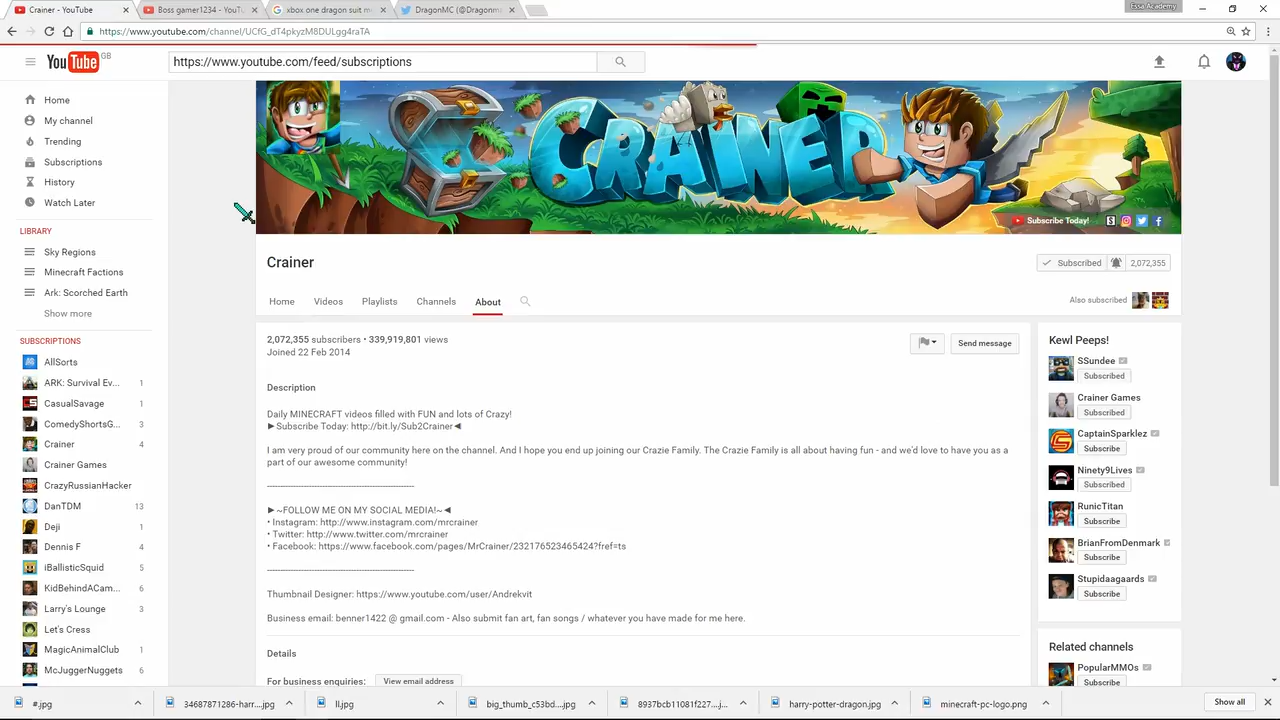 Crainer - YouTube
Boss gamer1234 - YouTu
xbox one dragon suit m
DragonMC (@Dragonm
Essa Academy
https://www.youtube.com/channel/UCfG_dT4pkyzM8DULgg4raTA
YouTube GB
https://www.youtube.com/feed/subscriptions
Home
My channel
Trending
Subscriptions
History
Watch Later
LIBRARY
Sky Regions
Minecraft Factions
Ark: Scorched Earth
Show more
SUBSCRIPTIONS
AllSorts
ARK: Survival Ev... 1
CasualSavage 1
ComedyShortsG... 3
Crainer 4
Crainer Games
CrazyRussianHacker
DanTDM 13
Deji 1
Dennis F 4
iBallisticSquid 5
KidBehindACam... 6
Larry's Lounge 3
Let's Cress
MagicAnimalClub 1
McJuggerNuggets 6
CRAINER
Subscribe Today!
Crainer
Subscribed 2,072,355
Home Videos Playlists Channels About
Also subscribed
2,072,355 subscribers • 339,919,801 views
Joined 22 Feb 2014
Send message
Description
Daily MINECRAFT videos filled with FUN and lots of Crazy!
►Subscribe Today: http://bit.ly/Sub2Crainer◄
I am very proud of our community here on the channel. And I hope you end up joining our Crazie Family. The Crazie Family is all about having fun - and we'd love to have you as a
part of our awesome community!
-------------------------------------------------
►~FOLLOW ME ON MY SOCIAL MEDIA!~◄
• Instagram: http://www.instagram.com/mrcrainer
• Twitter: http://www.twitter.com/mrcrainer
• Facebook: https://www.facebook.com/pages/MrCrainer/232176523465424?fref=ts
-------------------------------------------------
Thumbnail Designer: https://www.youtube.com/user/Andrekvit
Business email: benner1422 @ gmail.com - Also submit fan art, fan songs / whatever you have made for me here.
Details
For business enquiries: View email address
Kewl Peeps!
SSundee
Subscribed
Crainer Games
Subscribed
CaptainSparklez
Subscribe
Ninety9Lives
Subscribed
RunicTitan
Subscribe
BrianFromDenmark
Subscribe
Stupidaagaards
Subscribe
Related channels
PopularMMOs
Subscribe
#.jpg
34687871286-harr....jpg
ll.jpg
big_thumb_c53bd....jpg
8937bcb11081f227....jpg
harry-potter-dragon.jpg
minecraft-pc-logo.png
Show all